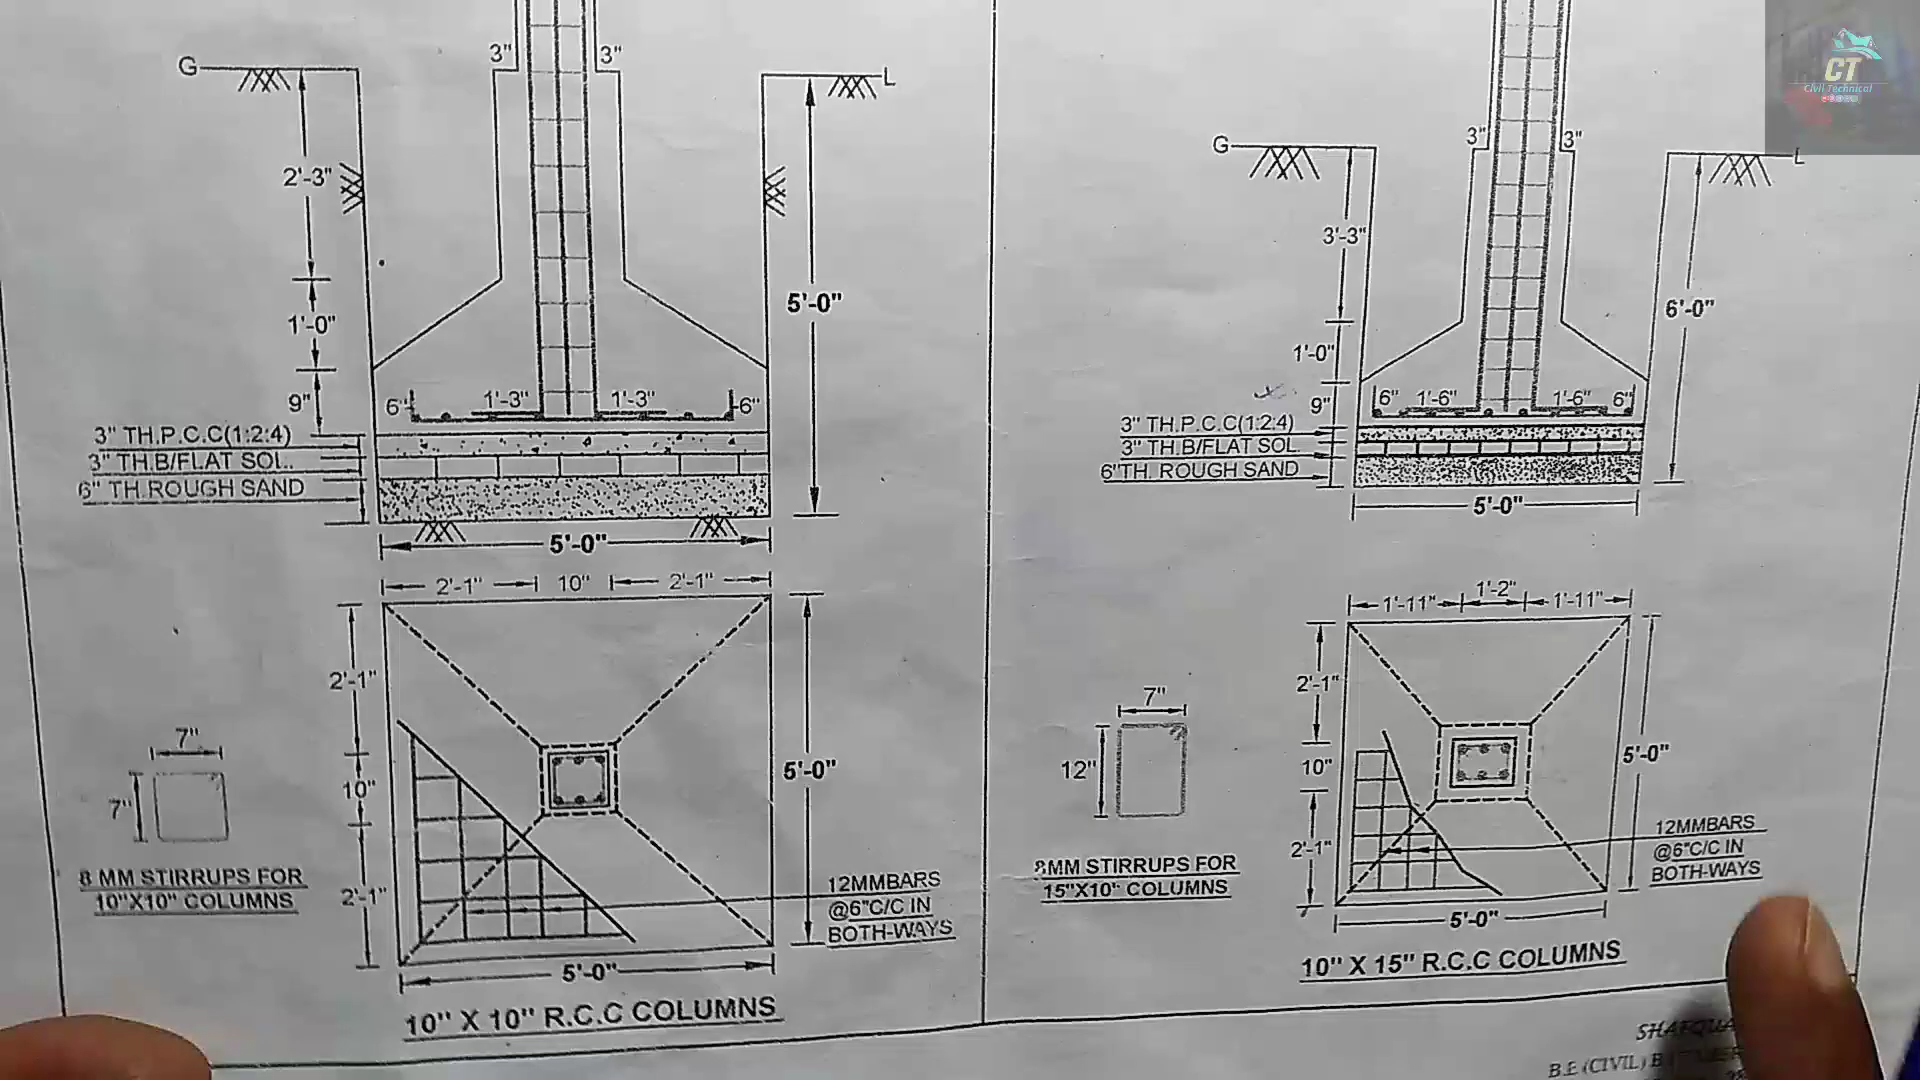 G
3"
3"
L
2'-3"
1'-0"
9"
5'-0"
6"
1'-3"
1'-3"
6"
3" TH.P.C.C(1:2:4)
3" TH.B/FLAT SOL.
6" TH.ROUGH SAND
5'-0"
2'-1"
10"
2'-1"
2'-1"
10"
2'-1"
5'-0"
7"
7"
8 MM STIRRUPS FOR
10"X10" COLUMNS
12MMBARS
@6"C/C IN
BOTH-WAYS
5'-0"
10" X 10" R.C.C COLUMNS
G
3"
3"
L
3'-3"
1'-0"
9"
6'-0"
6"
1'-6"
1'-6"
6"
3" TH.P.C.C(1:2:4)
3" TH.B/FLAT SOL.
6"TH. ROUGH SAND
5'-0"
1'-11"
1'-2"
1'-11"
2'-1"
10"
2'-1"
5'-0"
7"
12"
8MM STIRRUPS FOR
15"X10" COLUMNS
12MMBARS
@6"C/C IN
BOTH-WAYS
5'-0"
10" X 15" R.C.C COLUMNS
B.E (CIVIL)
CT
Civil Technical